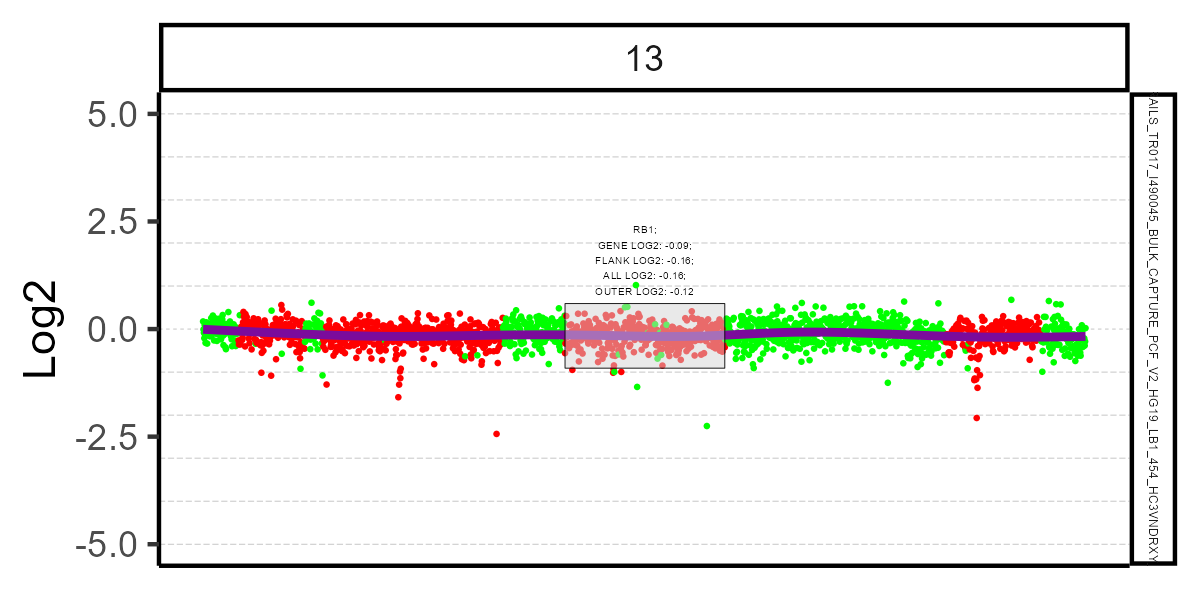 13
Log2
5.0
2.5
0.0
-2.5
-5.0
RB1;
GENE LOG2: -0.09;
FLANK LOG2: -0.16;
ALL LOG2: -0.16;
OUTER LOG2: -0.12
AILS_TR017_I490045_BULK_CAPTURE_PCF_V2_HG19_LB1_454_HC3VNDRXY